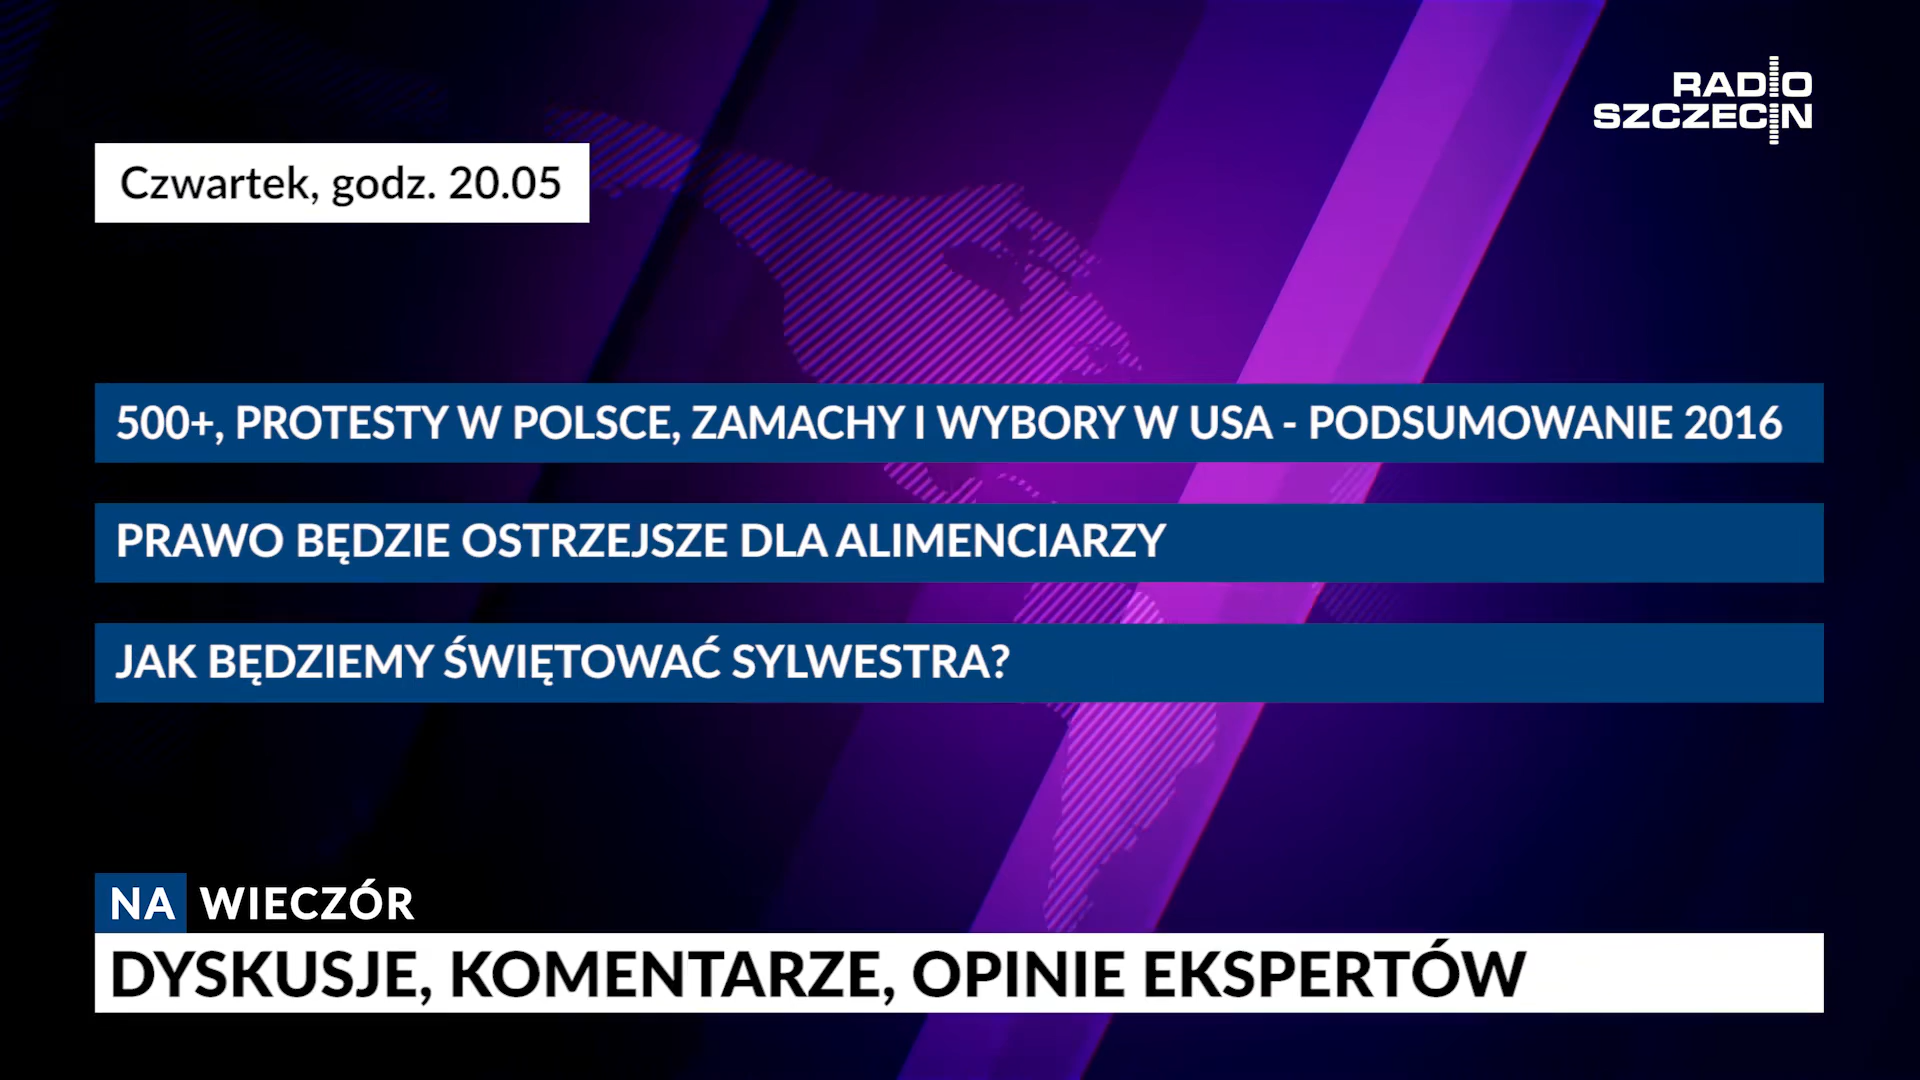 RADIO
SZCZECIN
Czwartek, godz. 20.05
500+, PROTESTY W POLSCE, ZAMACHY I WYBORY W USA - PODSUMOWANIE 2016
PRAWO BĘDZIE OSTRZEJSZE DLA ALIMENCIARZY
JAK BĘDZIEMY ŚWIĘTOWAĆ SYLWESTRA?
NA WIECZÓR
DYSKUSJE, KOMENTARZE, OPINIE EKSPERTÓW